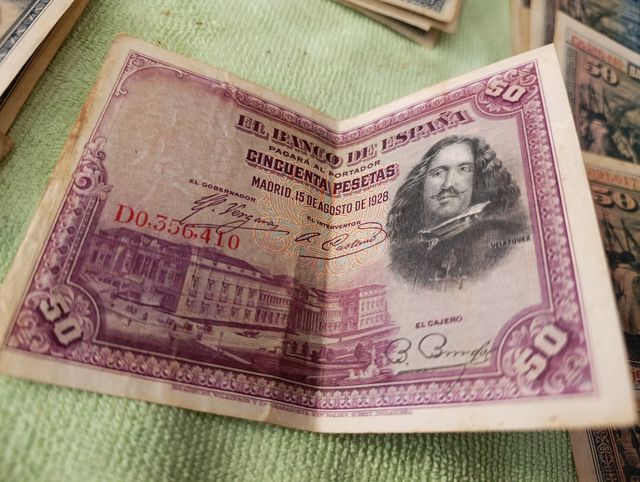 50
EL BANCO DE ESPAÑA
PAGARÁ AL PORTADOR
CINCUENTA PESETAS
MADRID, 15 DE AGOSTO DE 1928
EL GOBERNADOR
EL INTERVENTOR
D0,356,410
VELAZQUEZ
EL CAJERO
50
50
50
50